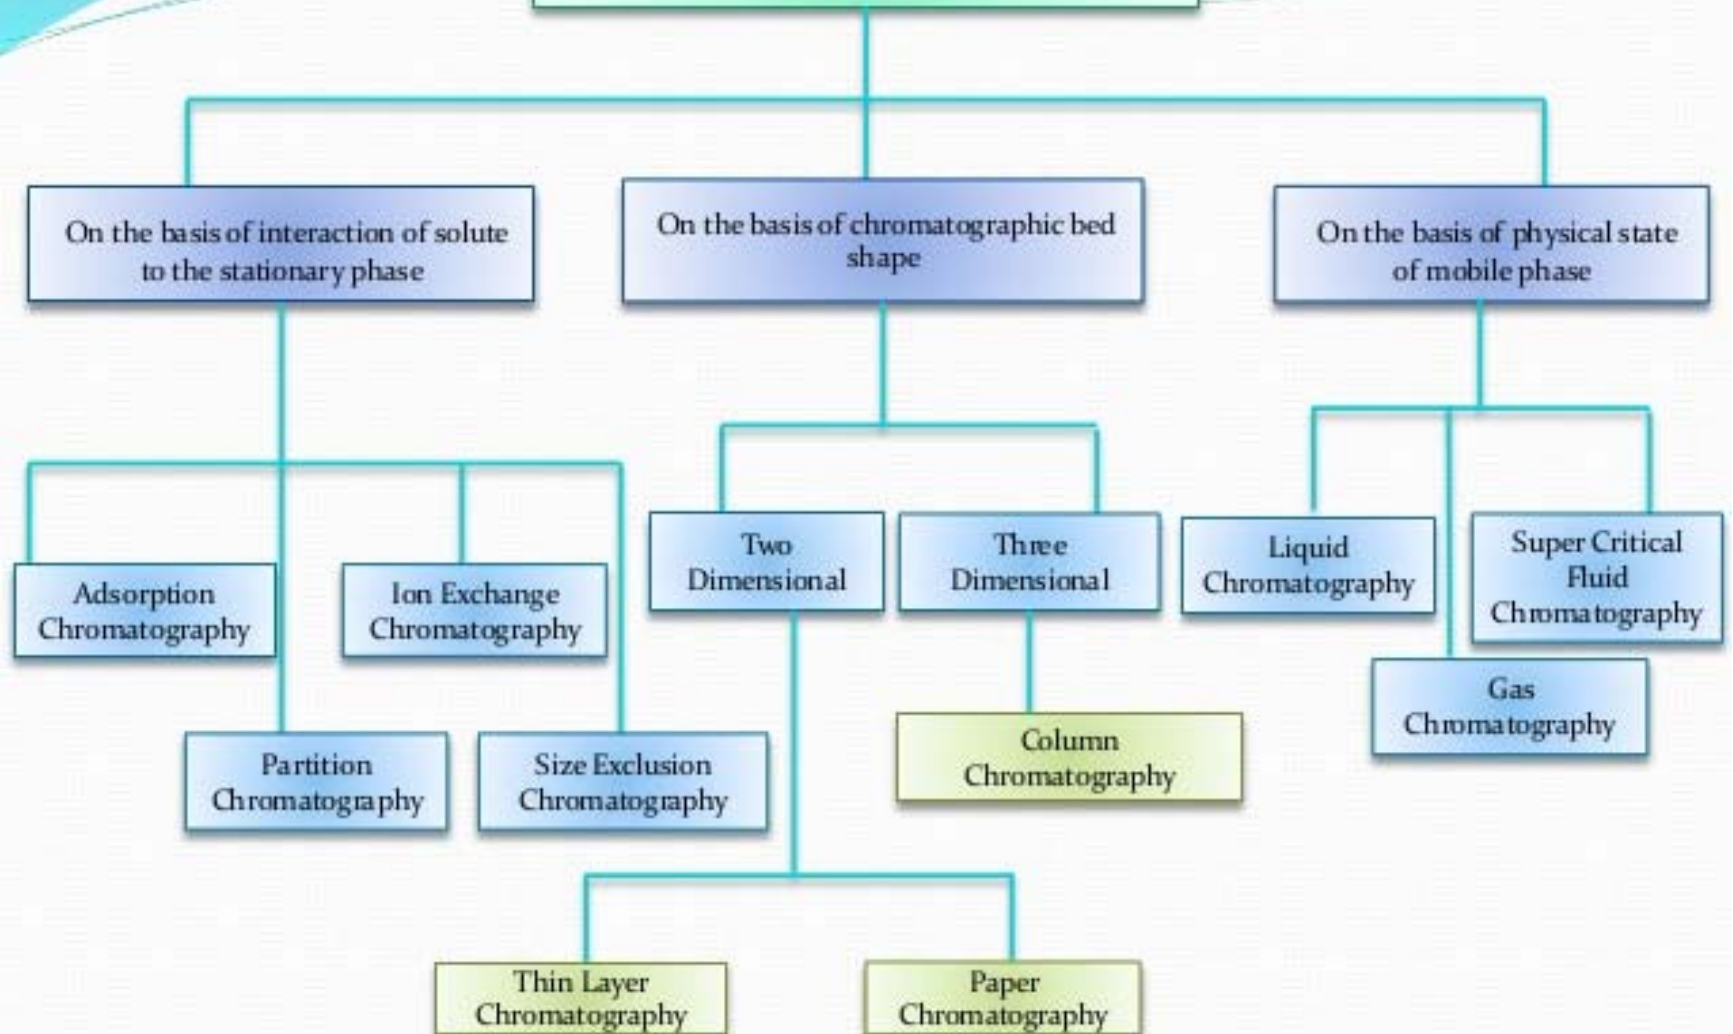 On the basis of interaction of solute
to the stationary phase
On the basis of chromatographic bed
shape
On the basis of physical state
of mobile phase
Adsorption
Chromatography
Ion Exchange
Chromatography
Two
Dimensional
Three
Dimensional
Liquid
Chromatography
Super Critical
Fluid
Chromatography
Gas
Chromatography
Partition
Chromatography
Size Exclusion
Chromatography
Column
Chromatography
Thin Layer
Chromatography
Paper
Chromatography